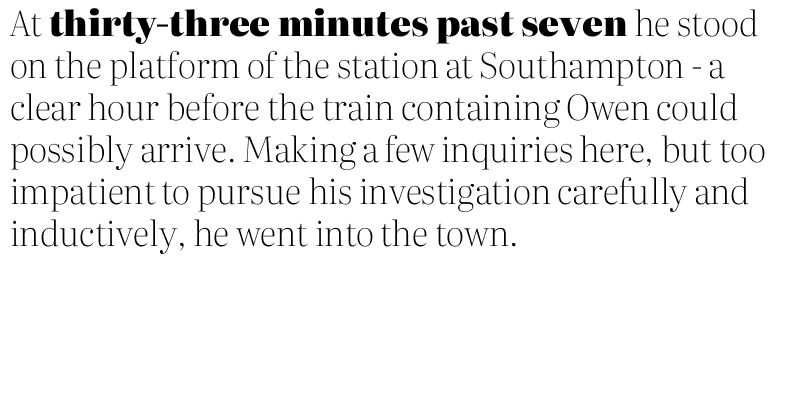 At thirty-three minutes past seven he stood
on the platform of the station at Southampton - a
clear hour before the train containing Owen could
possibly arrive. Making a few inquiries here, but too
impatient to pursue his investigation carefully and
inductively, he went into the town.